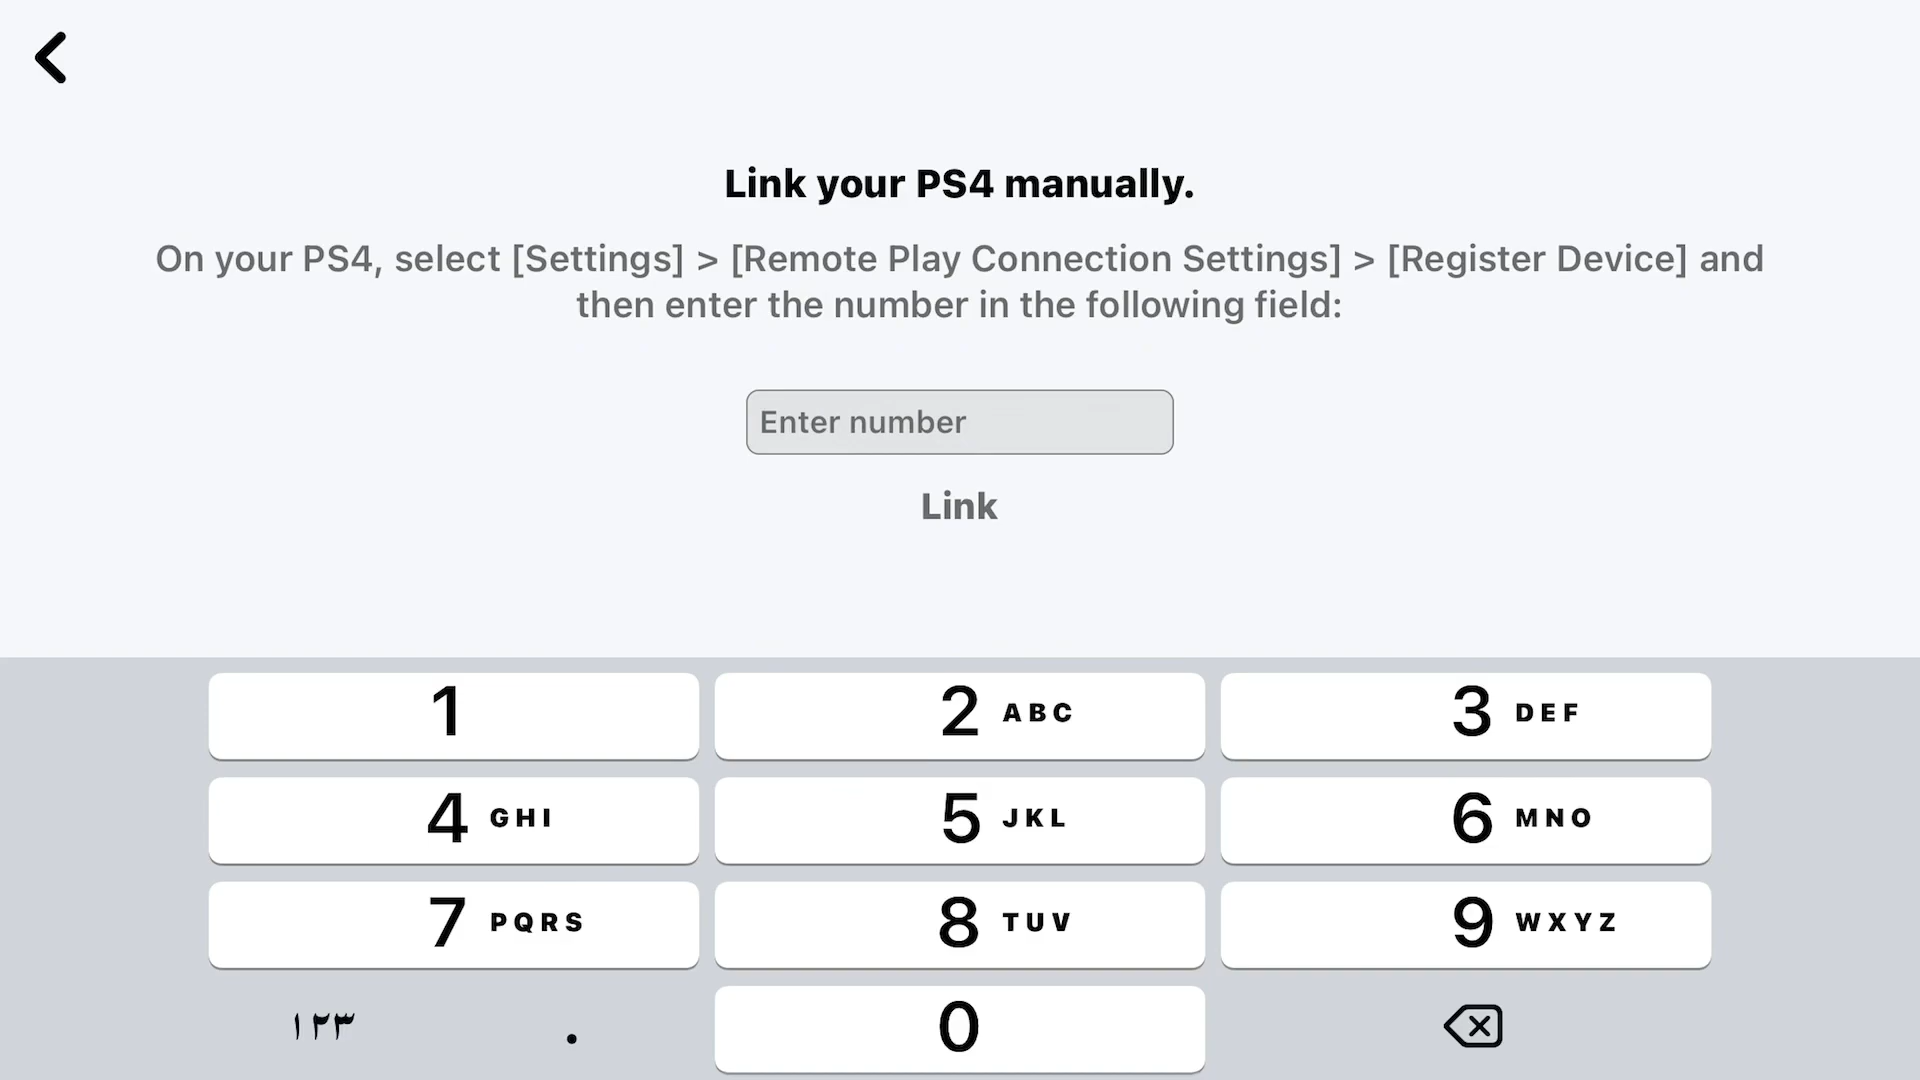 Link your PS4 manually.
On your PS4, select [Settings] > [Remote Play Connection Settings] > [Register Device] and
then enter the number in the following field:
Enter number
Link
1
2 ABC
3 DEF
4 GHI
5 JKL
6 MNO
7 PQRS
8 TUV
9 WXYZ
١٢٣
.
0